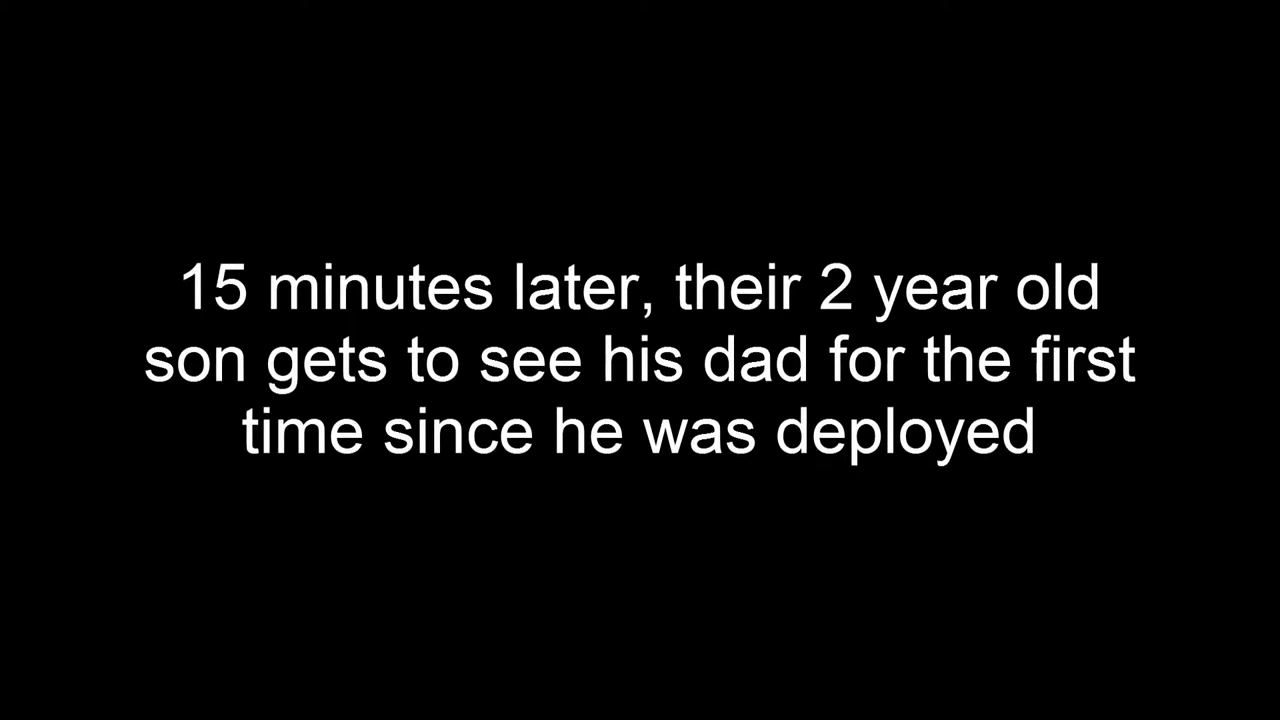 15 minutes later, their 2 year old
son gets to see his dad for the first
time since he was deployed